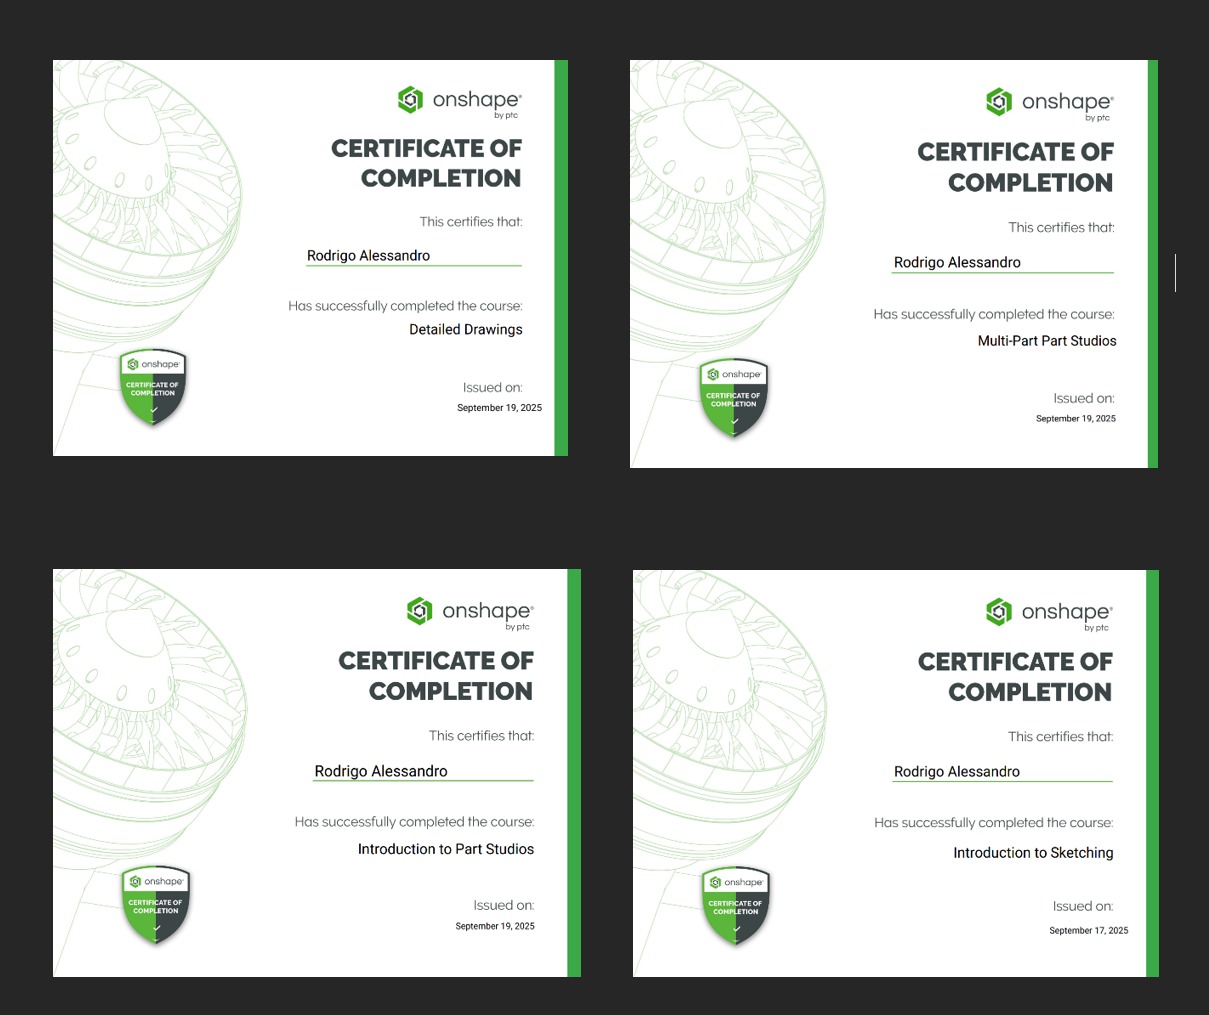 onshape®
by ptc
CERTIFICATE OF
COMPLETION
This certifies that:
Rodrigo Alessandro
Has successfully completed the course:
Detailed Drawings
onshape®
CERTIFICATE OF
COMPLETION
Issued on:
September 19, 2025
onshape®
by ptc
CERTIFICATE OF
COMPLETION
This certifies that:
Rodrigo Alessandro
Has successfully completed the course:
Multi-Part Part Studios
onshape®
CERTIFICATE OF
COMPLETION
Issued on:
September 19, 2025
onshape®
by ptc
CERTIFICATE OF
COMPLETION
This certifies that:
Rodrigo Alessandro
Has successfully completed the course:
Introduction to Part Studios
onshape®
CERTIFICATE OF
COMPLETION
Issued on:
September 19, 2025
onshape®
by ptc
CERTIFICATE OF
COMPLETION
This certifies that:
Rodrigo Alessandro
Has successfully completed the course:
Introduction to Sketching
onshape®
CERTIFICATE OF
COMPLETION
Issued on:
September 17, 2025